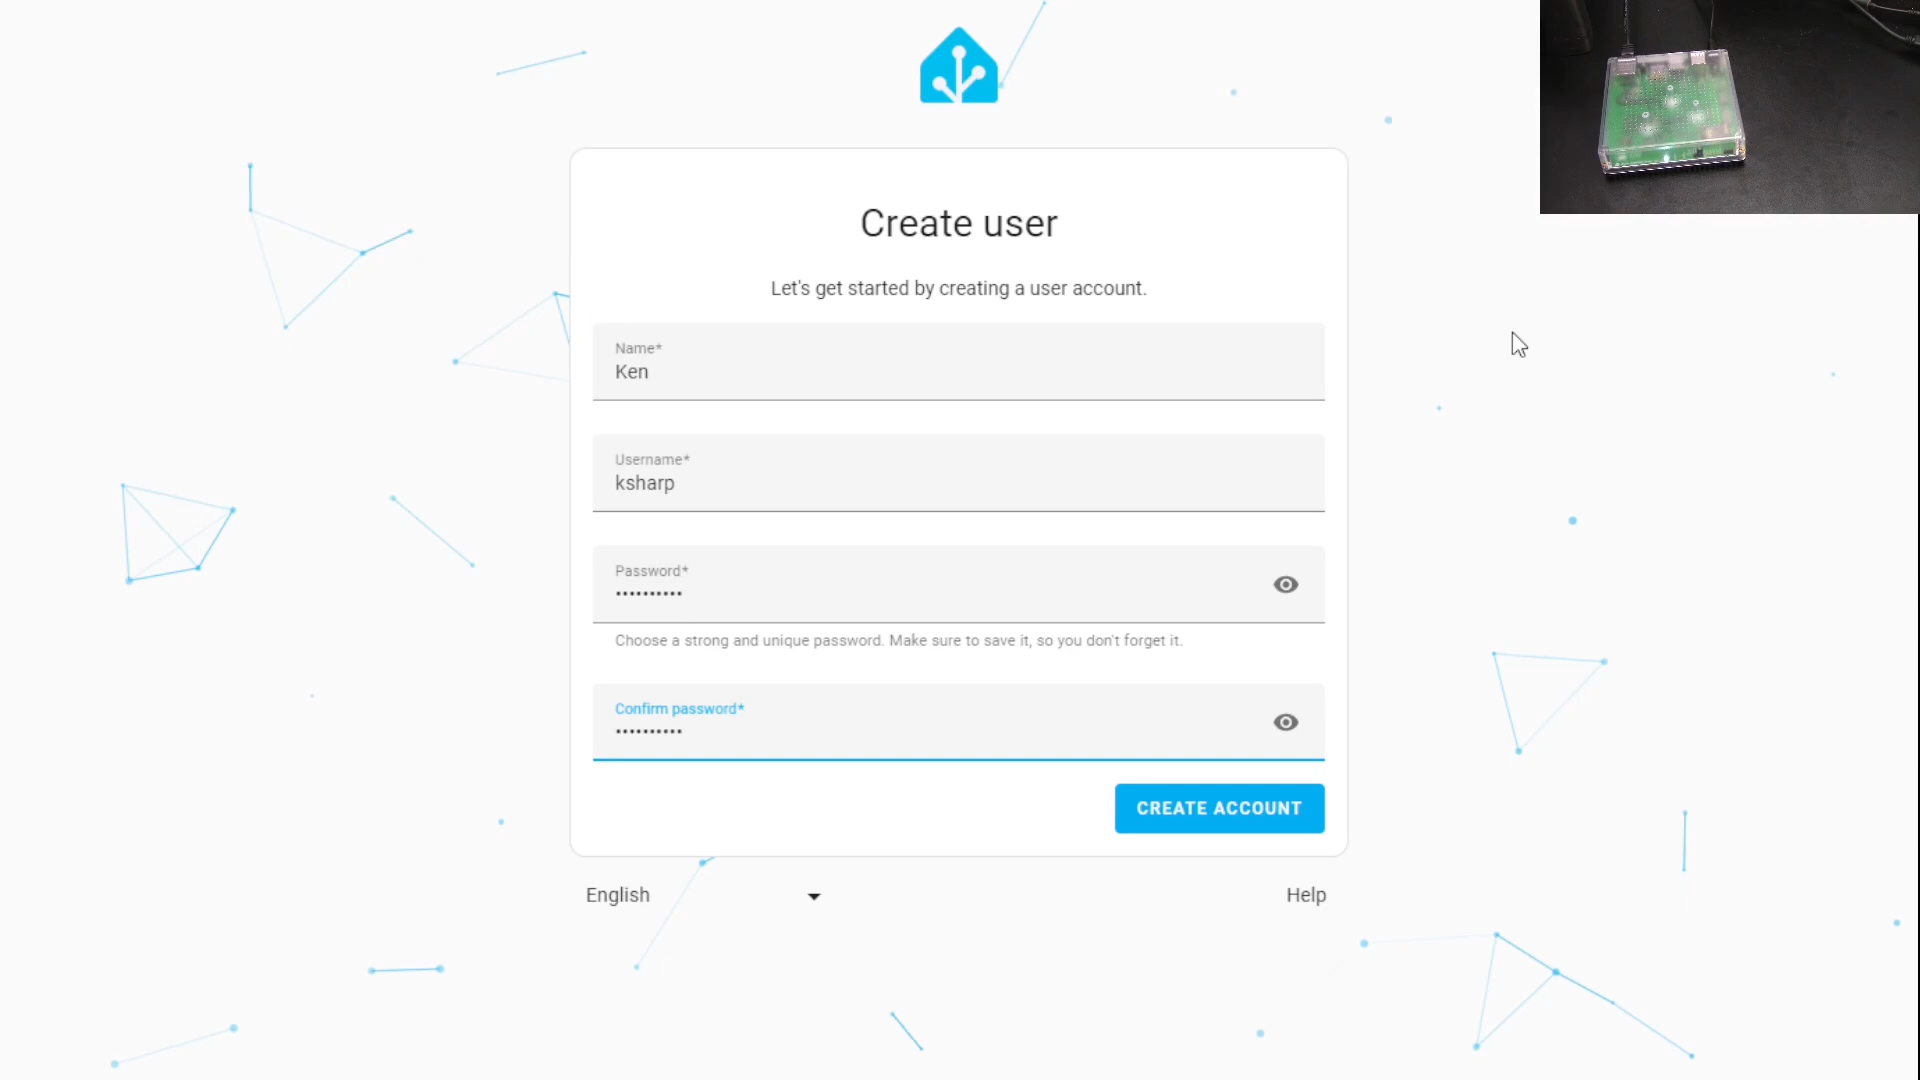 Create user
Let's get started by creating a user account.
Name*
Ken
Username*
ksharp
Password*
••••••••••
Choose a strong and unique password. Make sure to save it, so you don't forget it.
Confirm password*
••••••••••
CREATE ACCOUNT
English
Help